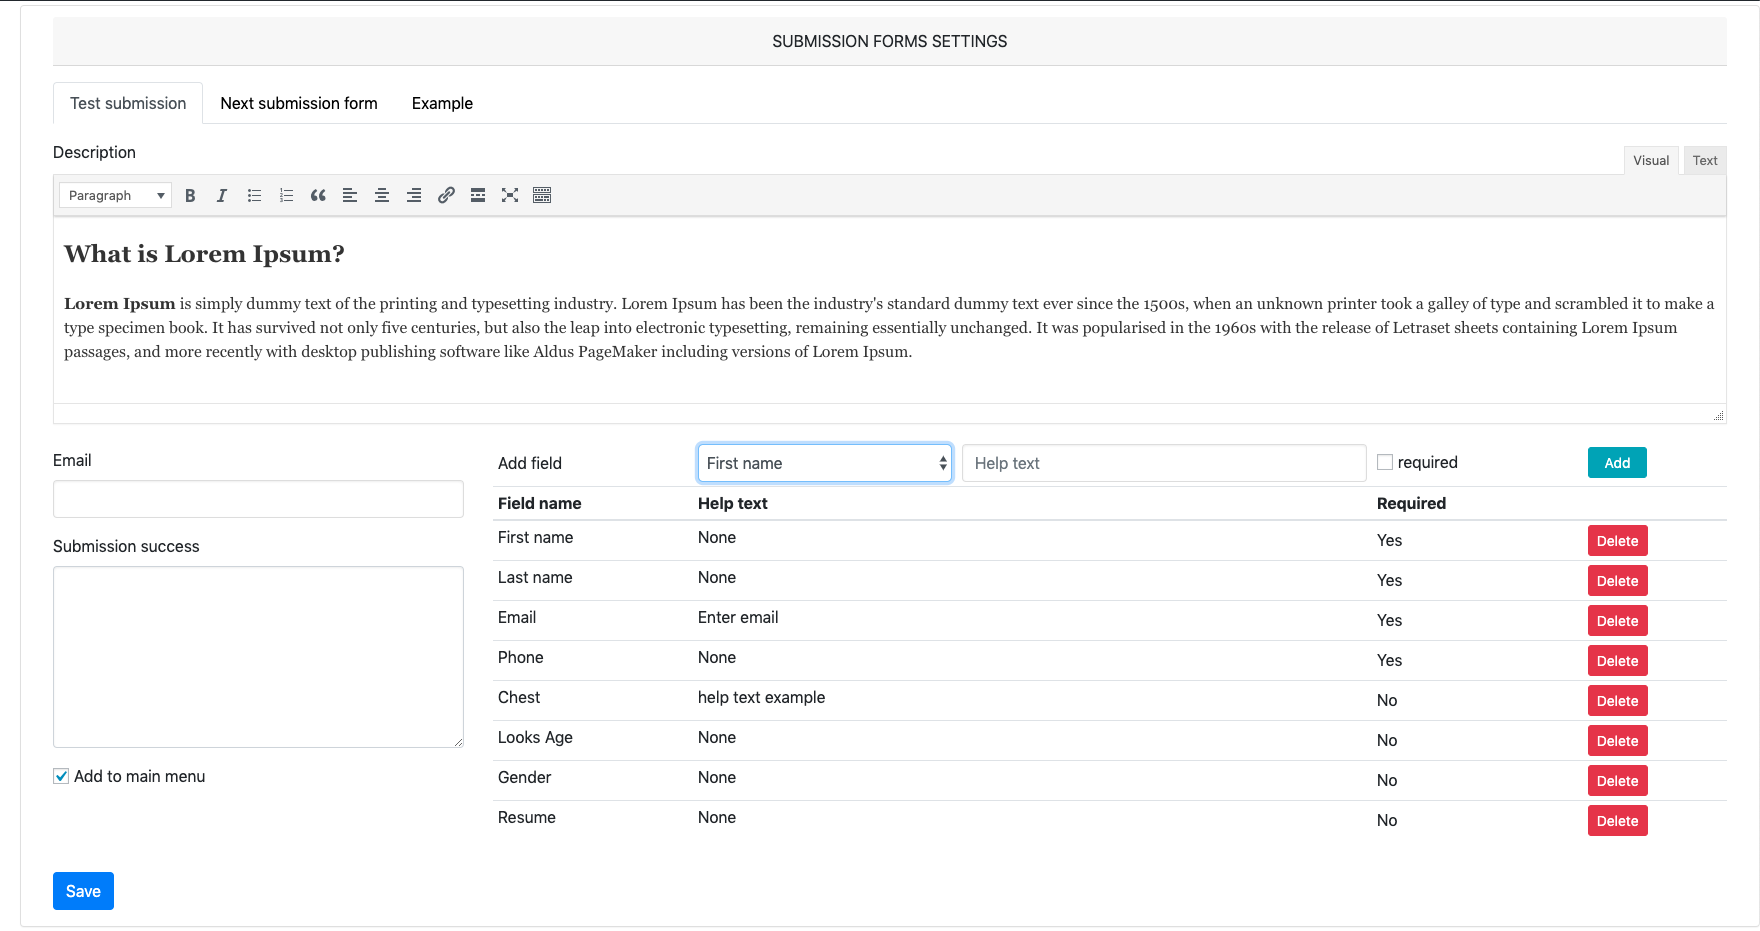 SUBMISSION FORMS SETTINGS
Test submission Next submission form Example
Description
Visual Text
Paragraph
What is Lorem Ipsum?
Lorem Ipsum is simply dummy text of the printing and typesetting industry. Lorem Ipsum has been the industry's standard dummy text ever since the 1500s, when an unknown printer took a galley of type and scrambled it to make a
type specimen book. It has survived not only five centuries, but also the leap into electronic typesetting, remaining essentially unchanged. It was popularised in the 1960s with the release of Letraset sheets containing Lorem Ipsum
passages, and more recently with desktop publishing software like Aldus PageMaker including versions of Lorem Ipsum.
Email
Submission success
Add to main menu
Add field First name Help text required Add
Field name Help text Required
First name None Yes Delete
Last name None Yes Delete
Email Enter email Yes Delete
Phone None Yes Delete
Chest help text example No Delete
Looks Age None No Delete
Gender None No Delete
Resume None No Delete
Save